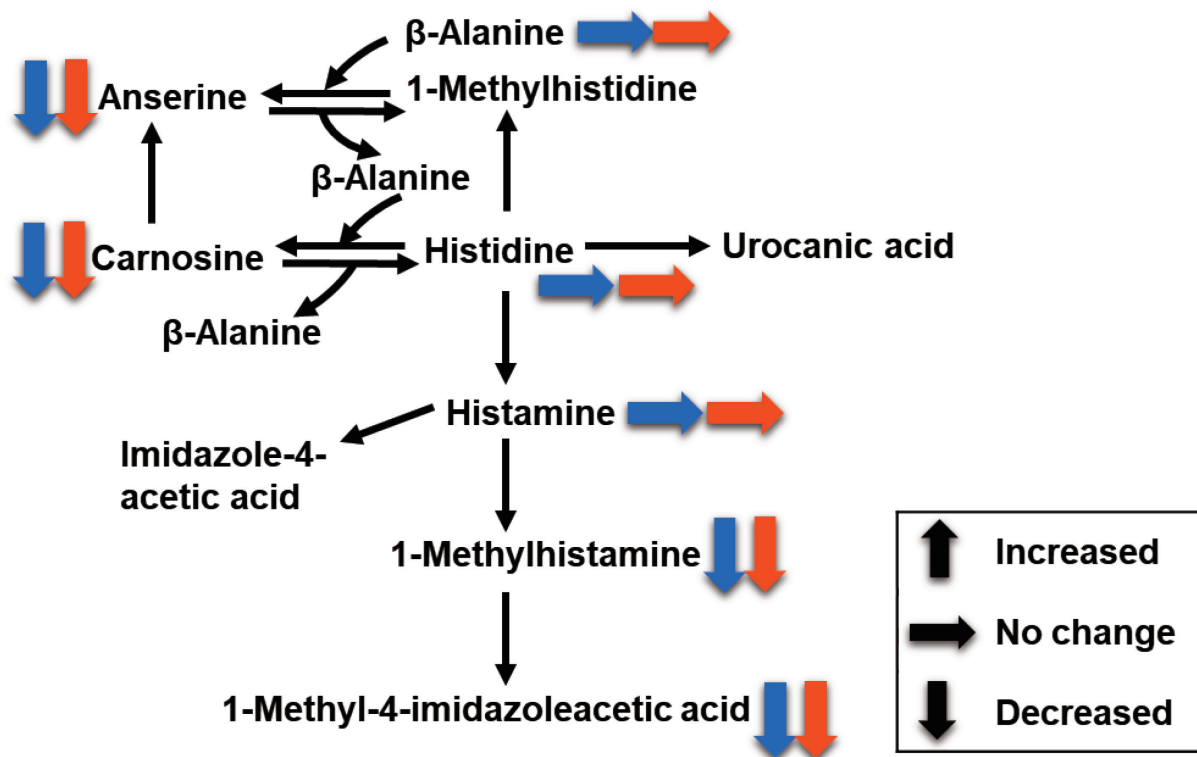 β-Alanine
Anserine
1-Methylhistidine
β-Alanine
Carnosine
Histidine
Urocanic acid
β-Alanine
Histamine
Imidazole-4-
acetic acid
1-Methylhistamine
1-Methyl-4-imidazoleacetic acid
Increased
No change
Decreased